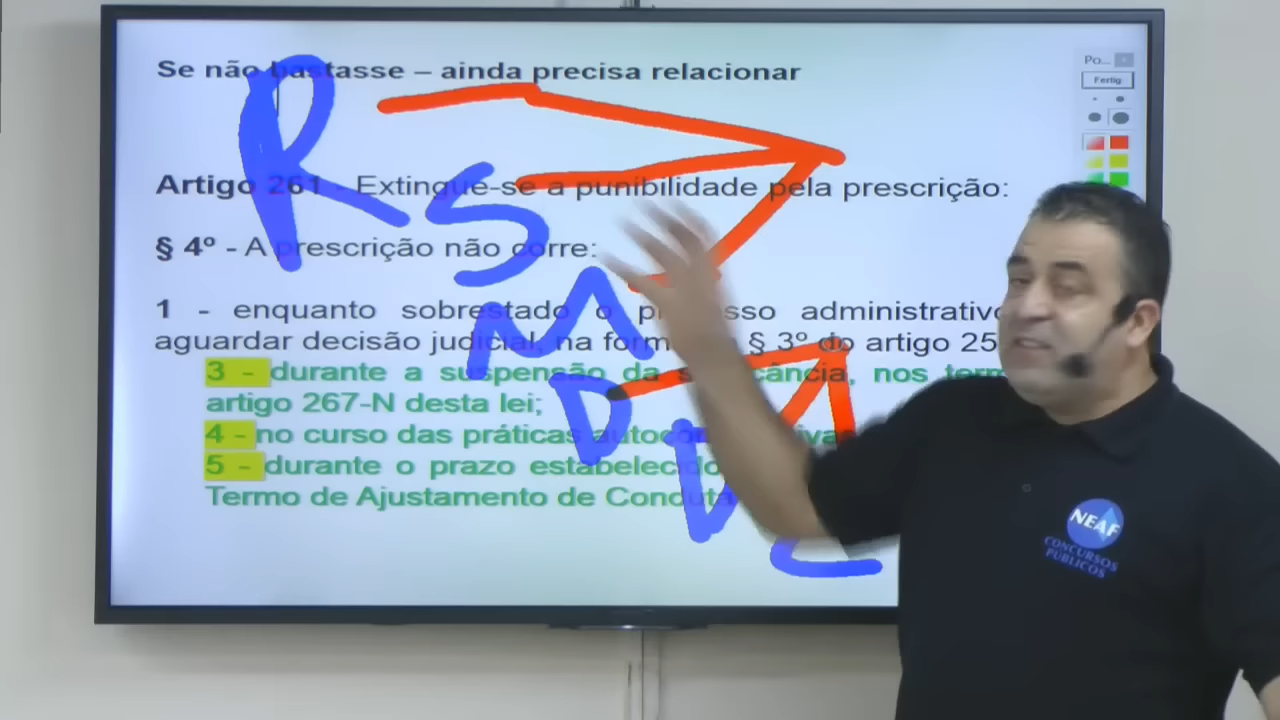 Se não bastasse – ainda precisa relacionar
Artigo 261 - Extingue-se a punibilidade pela prescrição:
§ 4º - A prescrição não corre:
1 - enquanto sobrestado o processo administrativo
aguardar decisão judicial, na forma § 3º do artigo 25
3 - durante a suspensão da sindicância, nos
artigo 267-N desta lei;
4 - no curso das práticas
5 - durante o prazo estabelecido
Termo de Ajustamento de Conduta
R
S
M
D
D
C
Po...
Fertig
NEAF
CONCURSOS
PÚBLICOS